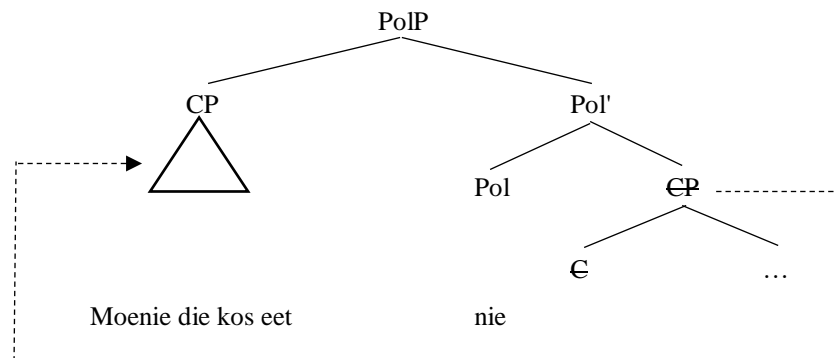 PolP
CP Pol'
Pol CP
C …
Moenie die kos eet nie